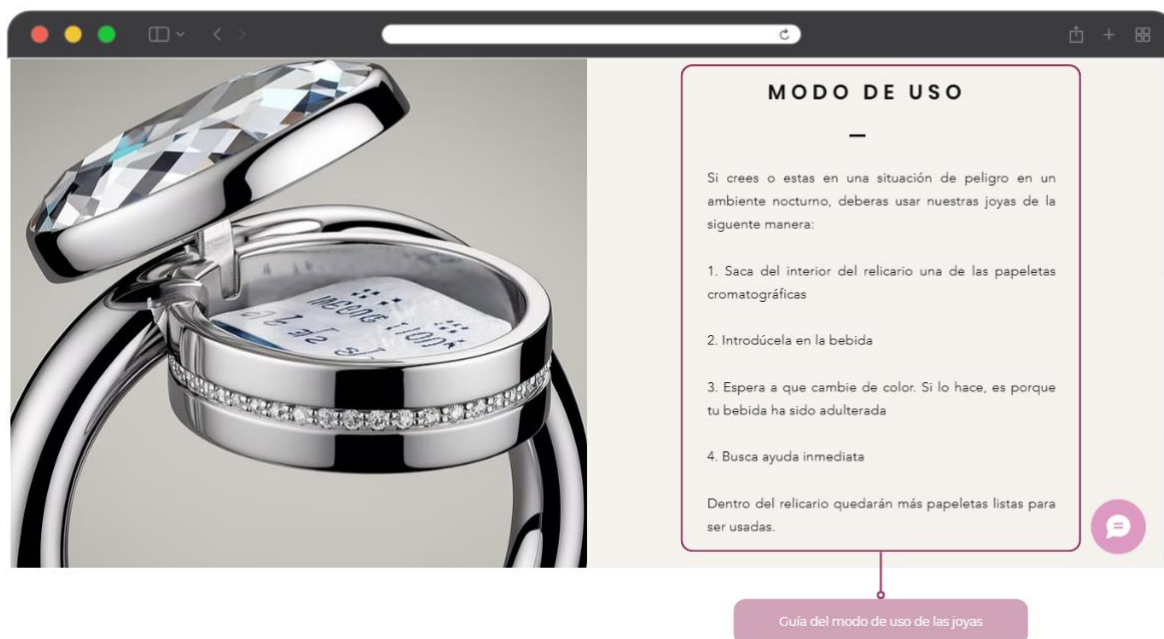 MODO DE USO
Si crees o estas en una situación de peligro en un
ambiente nocturno, deberas usar nuestras joyas de la
siguente manera:
1. Saca del interior del relicario una de las papeletas
cromatográficas
2. Introdúcela en la bebida
3. Espera a que cambie de color. Si lo hace, es porque
tu bebida ha sido adulterada
4. Busca ayuda inmediata
Dentro del relicario quedarán más papeletas listas para
ser usadas.
Guía del modo de uso de las joyas